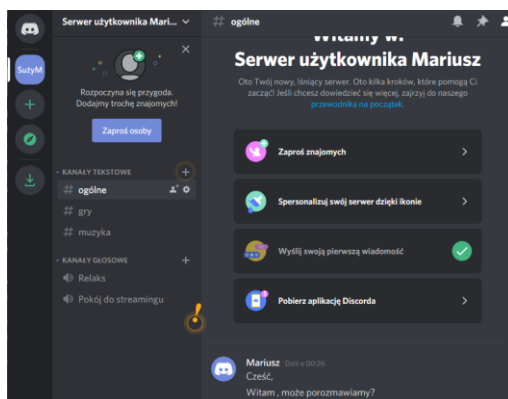 Serwer użytkownika Mari...
ogólne
SużyM
Rozpoczyna się przygoda.
Dodajmy trochę znajomych!
Zaproś osoby
KANAŁY TEKSTOWE
ogólne
gry
muzyka
KANAŁY GŁOSOWE
Relaks
Pokój do streamingu
Witamy w:
Serwer użytkownika Mariusz
Oto Twój nowy, lśniący serwer. Oto kilka kroków, które pomogą Ci
zacząć! Jeśli chcesz dowiedzieć się więcej, zajrzyj do naszego
przewodnika na początek.
Zaproś znajomych
Spersonalizuj swój serwer dzięki ikonie
Wyślij swoją pierwszą wiadomość
Pobierz aplikację Discorda
Mariusz Dziś o 00:26
Cześć,
Witam , może porozmawiamy?